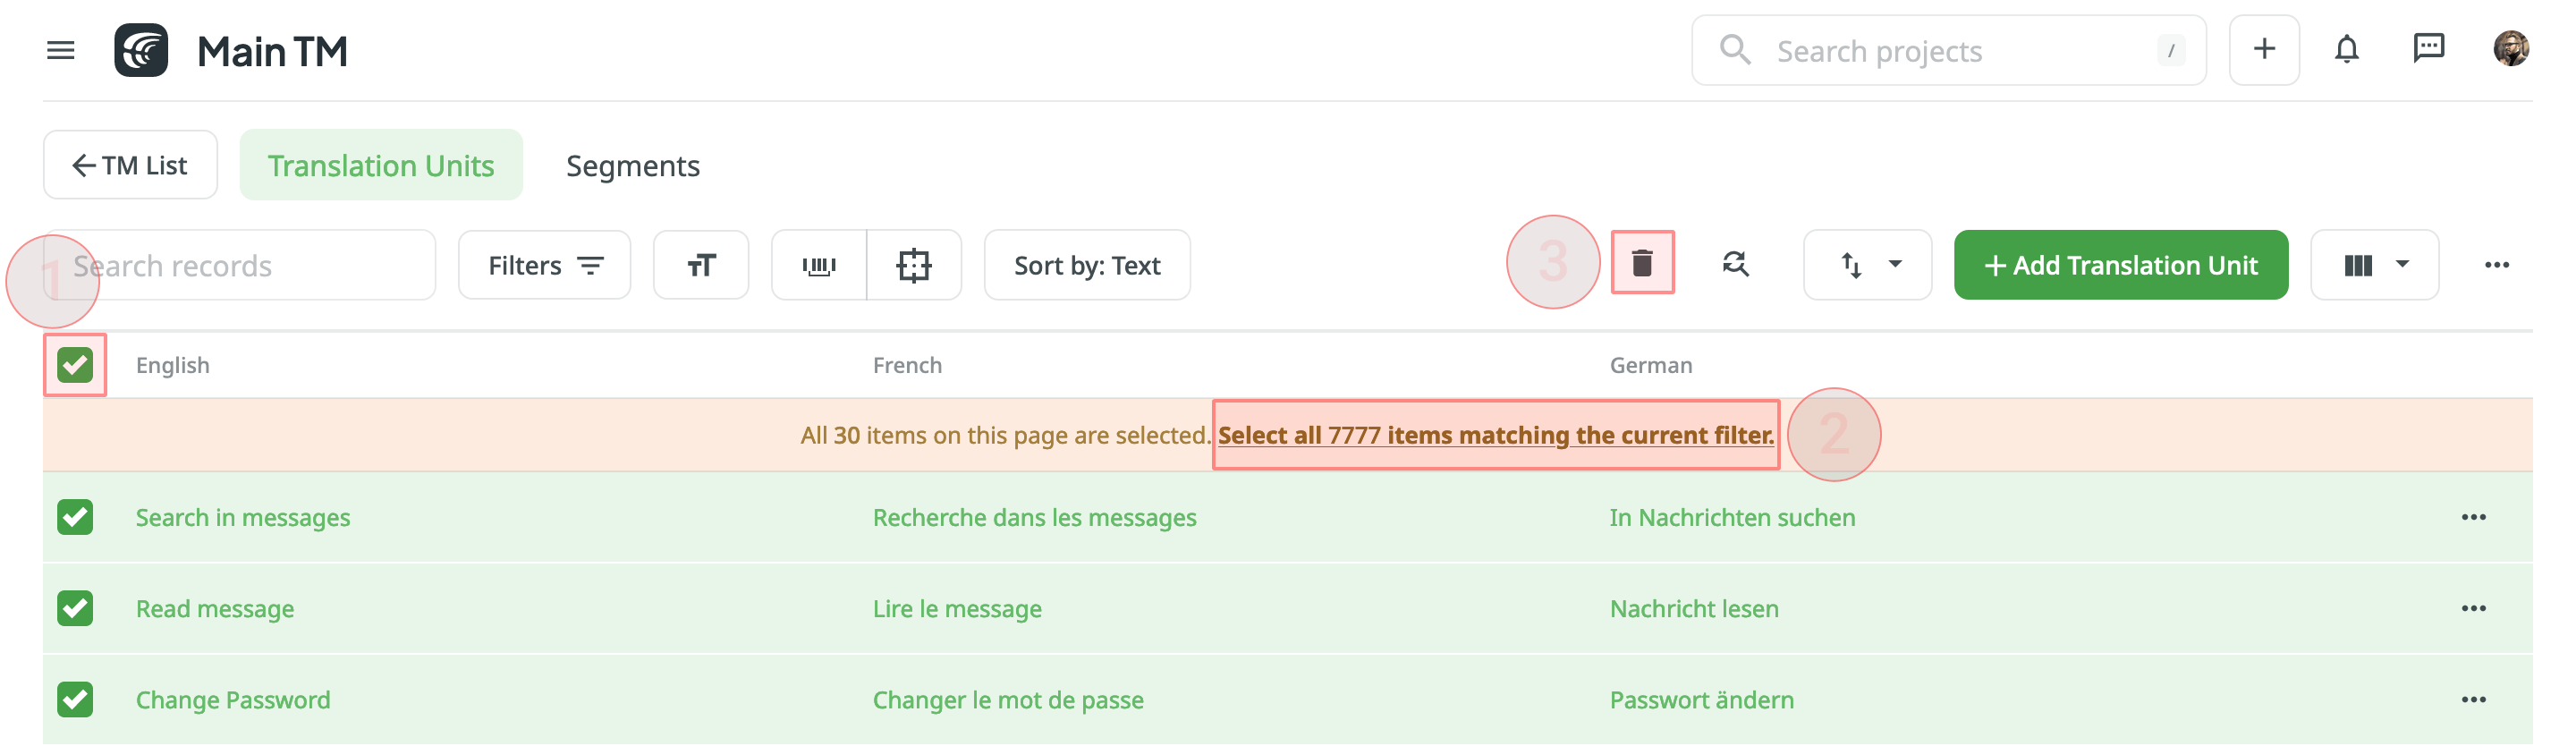 Main TM
Search projects /
TM List Translation Units Segments
1 Search records Filters Sort by: Text 3 Add Translation Unit
English French German
All 30 items on this page are selected. Select all 7777 items matching the current filter. 2
Search in messages Recherche dans les messages In Nachrichten suchen
Read message Lire le message Nachricht lesen
Change Password Changer le mot de passe Passwort ändern